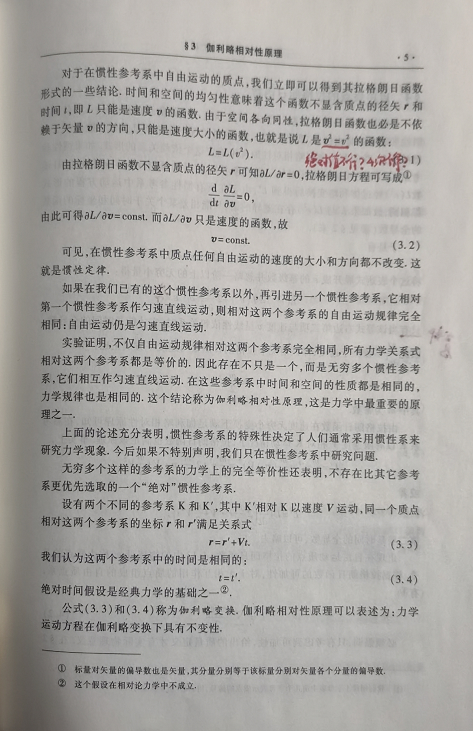 §3 伽利略相对性原理
·5·
对于在惯性参考系中自由运动的质点,我们立即可以得到其拉格朗日函数
形式的一些结论. 时间和空间的均匀性意味着这个函数不显含质点的径矢 r 和
时间 t,即 L 只能是速度 v 的函数. 由于空间各向同性,拉格朗日函数也必是不依
赖于矢量 v 的方向,只能是速度大小的函数,也就是说 L 是 v²=v² 的函数:
L=L(v²).
1)
由拉格朗日函数不显含质点的径矢 r 可知∂L/∂r=0,拉格朗日方程可写成①
d/dt ∂L/∂v=0,
由此可得∂L/∂v=const. 而∂L/∂v 只是速度的函数,故
v=const. (3.2)
可见,在惯性参考系中质点任何自由运动的速度的大小和方向都不改变. 这
就是惯性定律.
如果在我们已有的这个惯性参考系以外,再引进另一个惯性参考系,它相对
第一个惯性参考系作匀速直线运动,则相对这两个参考系的自由运动规律完全
相同:自由运动仍是匀速直线运动.
实验证明,不仅自由运动规律相对这两个参考系完全相同,所有力学关系式
相对这两个参考系都是等价的. 因此存在不只是一个,而是无穷多个惯性参考
系,它们相互作匀速直线运动. 在这些参考系中时间和空间的性质都是相同的,
力学规律也是相同的. 这个结论称为伽利略相对性原理,这是力学中最重要的原
理之一.
上面的论述充分表明,惯性参考系的特殊性决定了人们通常采用惯性系来
研究力学现象. 今后如果不特别声明,我们只在惯性参考系中研究问题.
无穷多个这样的参考系的力学上的完全等价性还表明,不存在比其它参考
系更优先选取的一个“绝对”惯性参考系.
设有两个不同的参考系 K 和 K′,其中 K′相对 K 以速度 V 运动,同一个质点
相对这两个参考系的坐标 r 和 r′满足关系式
r=r′+Vt. (3.3)
我们认为这两个参考系中的时间是相同的:
t=t′. (3.4)
绝对时间假设是经典力学的基础之一②.
公式(3.3)和(3.4)称为伽利略变换. 伽利略相对性原理可以表述为:力学
运动方程在伽利略变换下具有不变性.
① 标量对矢量的偏导数也是矢量,其分量分别等于该标量分别对矢量各个分量的偏导数.
② 这个假设在相对论力学中不成立.